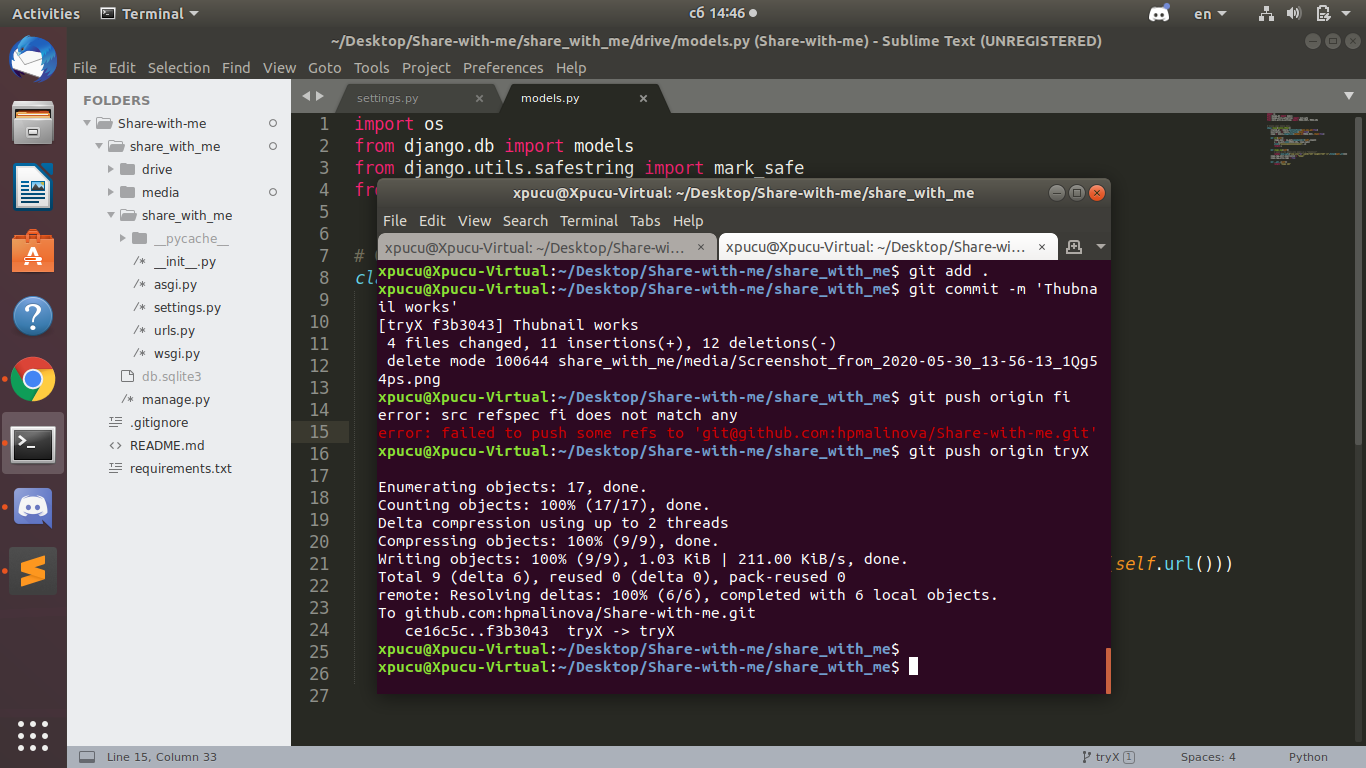 Activities Terminal сб 14:46 en
~/Desktop/Share-with-me/share_with_me/drive/models.py (Share-with-me) - Sublime Text (UNREGISTERED)
File Edit Selection Find View Goto Tools Project Preferences Help
FOLDERS
Share-with-me
share_with_me
drive
media
share_with_me
__pycache__
/* __init__.py
/* asgi.py
/* settings.py
/* urls.py
/* wsgi.py
db.sqlite3
/* manage.py
.gitignore
<> README.md
requirements.txt
settings.py × models.py ×
1 import os
2 from django.db import models
3 from django.utils.safestring import mark_safe
4
5
6
7 #
8
9
10
11
12
13
14
15
16
17
18
19
20
21 self.url()))
22
23
24
25
26
27
xpucu@Xpucu-Virtual: ~/Desktop/Share-with-me/share_with_me
File Edit View Search Terminal Tabs Help
xpucu@Xpucu-Virtual: ~/Desktop/Share-wi... × xpucu@Xpucu-Virtual: ~/Desktop/Share-wi... ×
xpucu@Xpucu-Virtual:~/Desktop/Share-with-me/share_with_me$ git add .
xpucu@Xpucu-Virtual:~/Desktop/Share-with-me/share_with_me$ git commit -m 'Thubna
il works'
[tryX f3b3043] Thubnail works
4 files changed, 11 insertions(+), 12 deletions(-)
delete mode 100644 share_with_me/media/Screenshot_from_2020-05-30_13-56-13_1Qg5
4ps.png
xpucu@Xpucu-Virtual:~/Desktop/Share-with-me/share_with_me$ git push origin fi
error: src refspec fi does not match any
error: failed to push some refs to 'git@github.com:hpmalinova/Share-with-me.git'
xpucu@Xpucu-Virtual:~/Desktop/Share-with-me/share_with_me$ git push origin tryX
Enumerating objects: 17, done.
Counting objects: 100% (17/17), done.
Delta compression using up to 2 threads
Compressing objects: 100% (9/9), done.
Writing objects: 100% (9/9), 1.03 KiB | 211.00 KiB/s, done.
Total 9 (delta 6), reused 0 (delta 0), pack-reused 0
remote: Resolving deltas: 100% (6/6), completed with 6 local objects.
To github.com:hpmalinova/Share-with-me.git
ce16c5c..f3b3043 tryX -> tryX
xpucu@Xpucu-Virtual:~/Desktop/Share-with-me/share_with_me$
xpucu@Xpucu-Virtual:~/Desktop/Share-with-me/share_with_me$
Line 15, Column 33 tryX 1 Spaces: 4 Python